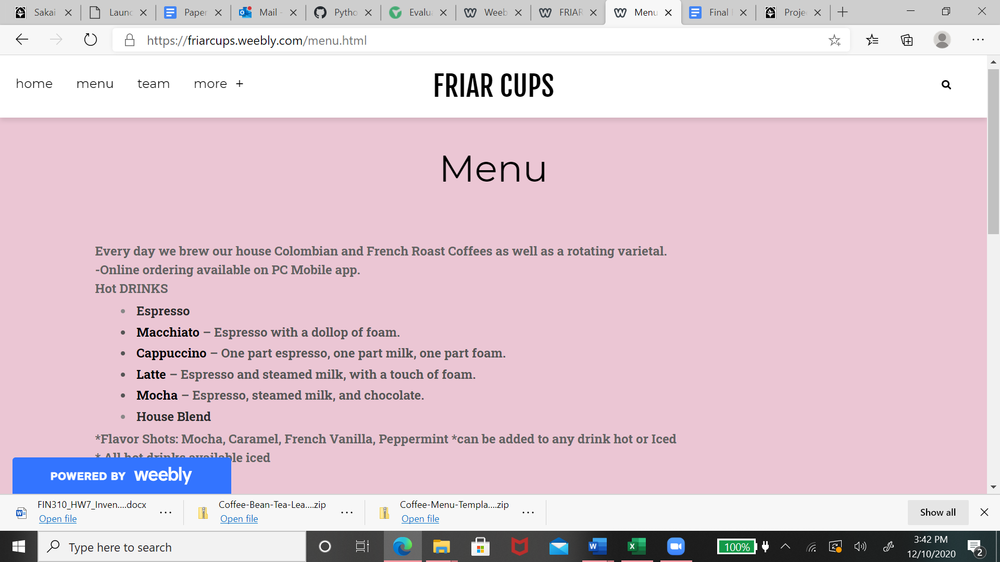 Sakai
Launc
Paper
Mail -
Pytho
Evalua
Weeb
FRIAR
Menu
Final
Projec
https://friarcups.weebly.com/menu.html
home menu team more +
FRIAR CUPS
Menu
Every day we brew our house Colombian and French Roast Coffees as well as a rotating varietal.
-Online ordering available on PC Mobile app.
Hot DRINKS
• Espresso
• Macchiato – Espresso with a dollop of foam.
• Cappuccino – One part espresso, one part milk, one part foam.
• Latte – Espresso and steamed milk, with a touch of foam.
• Mocha – Espresso, steamed milk, and chocolate.
• House Blend
*Flavor Shots: Mocha, Caramel, French Vanilla, Peppermint *can be added to any drink hot or Iced
* All hot drinks available iced
POWERED BY weebly
FIN310_HW7_Inven....docx
Open file
Coffee-Bean-Tea-Lea....zip
Open file
Coffee-Menu-Templa....zip
Open file
Show all
Type here to search
100%
3:42 PM
12/10/2020
2